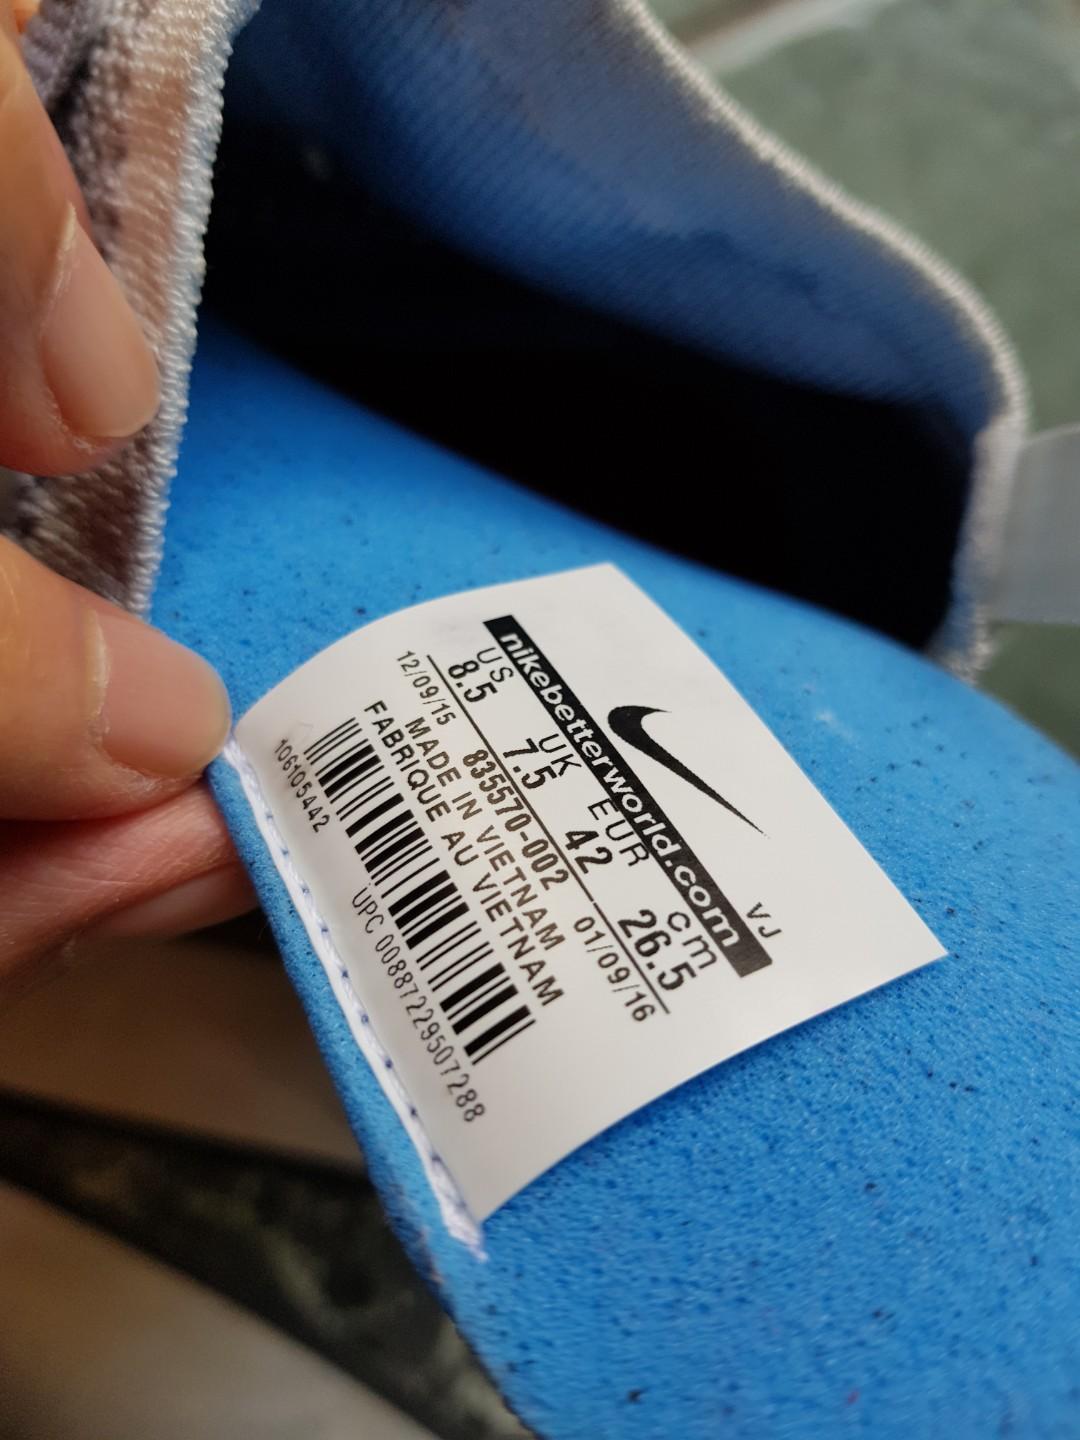 VJ
nikebetterworld.com
US UK EUR cm
8.5 7.5 42 26.5
12/09/15 835570-002 01/09/16
MADE IN VIETNAM
FABRIQUE AU VIETNAM
106105442
UPC 00887229507288